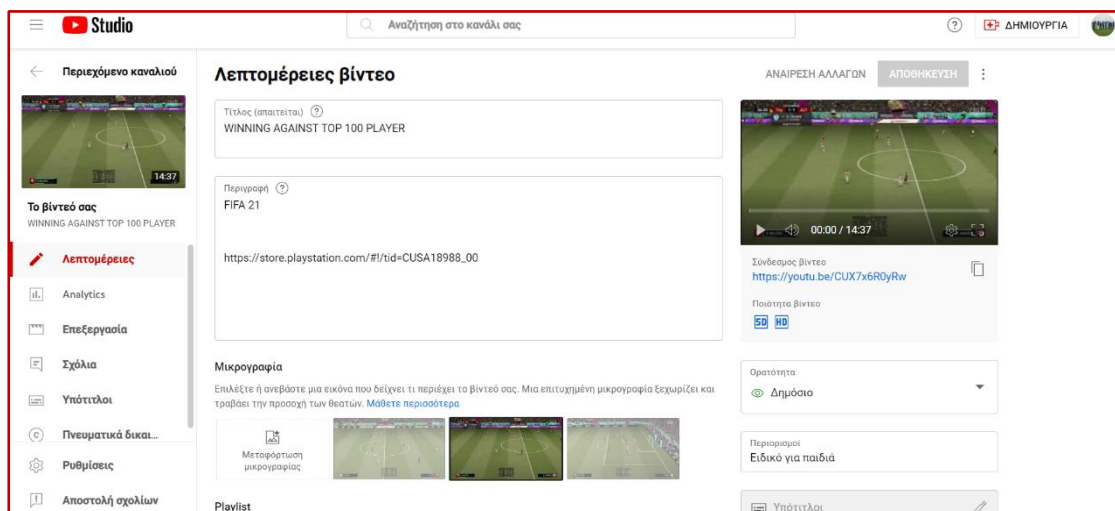 Studio
Αναζήτηση στο κανάλι σας
ΔΗΜΙΟΥΡΓΙΑ
Περιεχόμενο καναλιού
14:37
Το βίντεό σας
WINNING AGAINST TOP 100 PLAYER
Λεπτομέρειες
Analytics
Επεξεργασία
Σχόλια
Υπότιτλοι
Πνευματικά δικαι...
Ρυθμίσεις
Αποστολή σχολίων
Λεπτομέρειες βίντεο
ΑΝΑΙΡΕΣΗ ΑΛΛΑΓΩΝ
ΑΠΟΘΗΚΕΥΣΗ
Τίτλος (απαιτείται)
WINNING AGAINST TOP 100 PLAYER
Περιγραφή
FIFA 21
https://store.playstation.com/#!/tid=CUSA18988_00
Μικρογραφία
Επιλέξτε ή ανεβάστε μια εικόνα που δείχνει τι περιέχει το βίντεό σας. Μια επιτυχημένη μικρογραφία ξεχωρίζει και
τραβάει την προσοχή των θεατών. Μάθετε περισσότερα
Μεταφόρτωση
μικρογραφίας
Playlist
00:00 / 14:37
Σύνδεσμος βίντεο
https://youtu.be/CUX7x6R0yRw
Ποιότητα βίντεο
SD HD
Ορατότητα
Δημόσιο
Περιορισμοί
Ειδικό για παιδιά
Υπότιτλοι